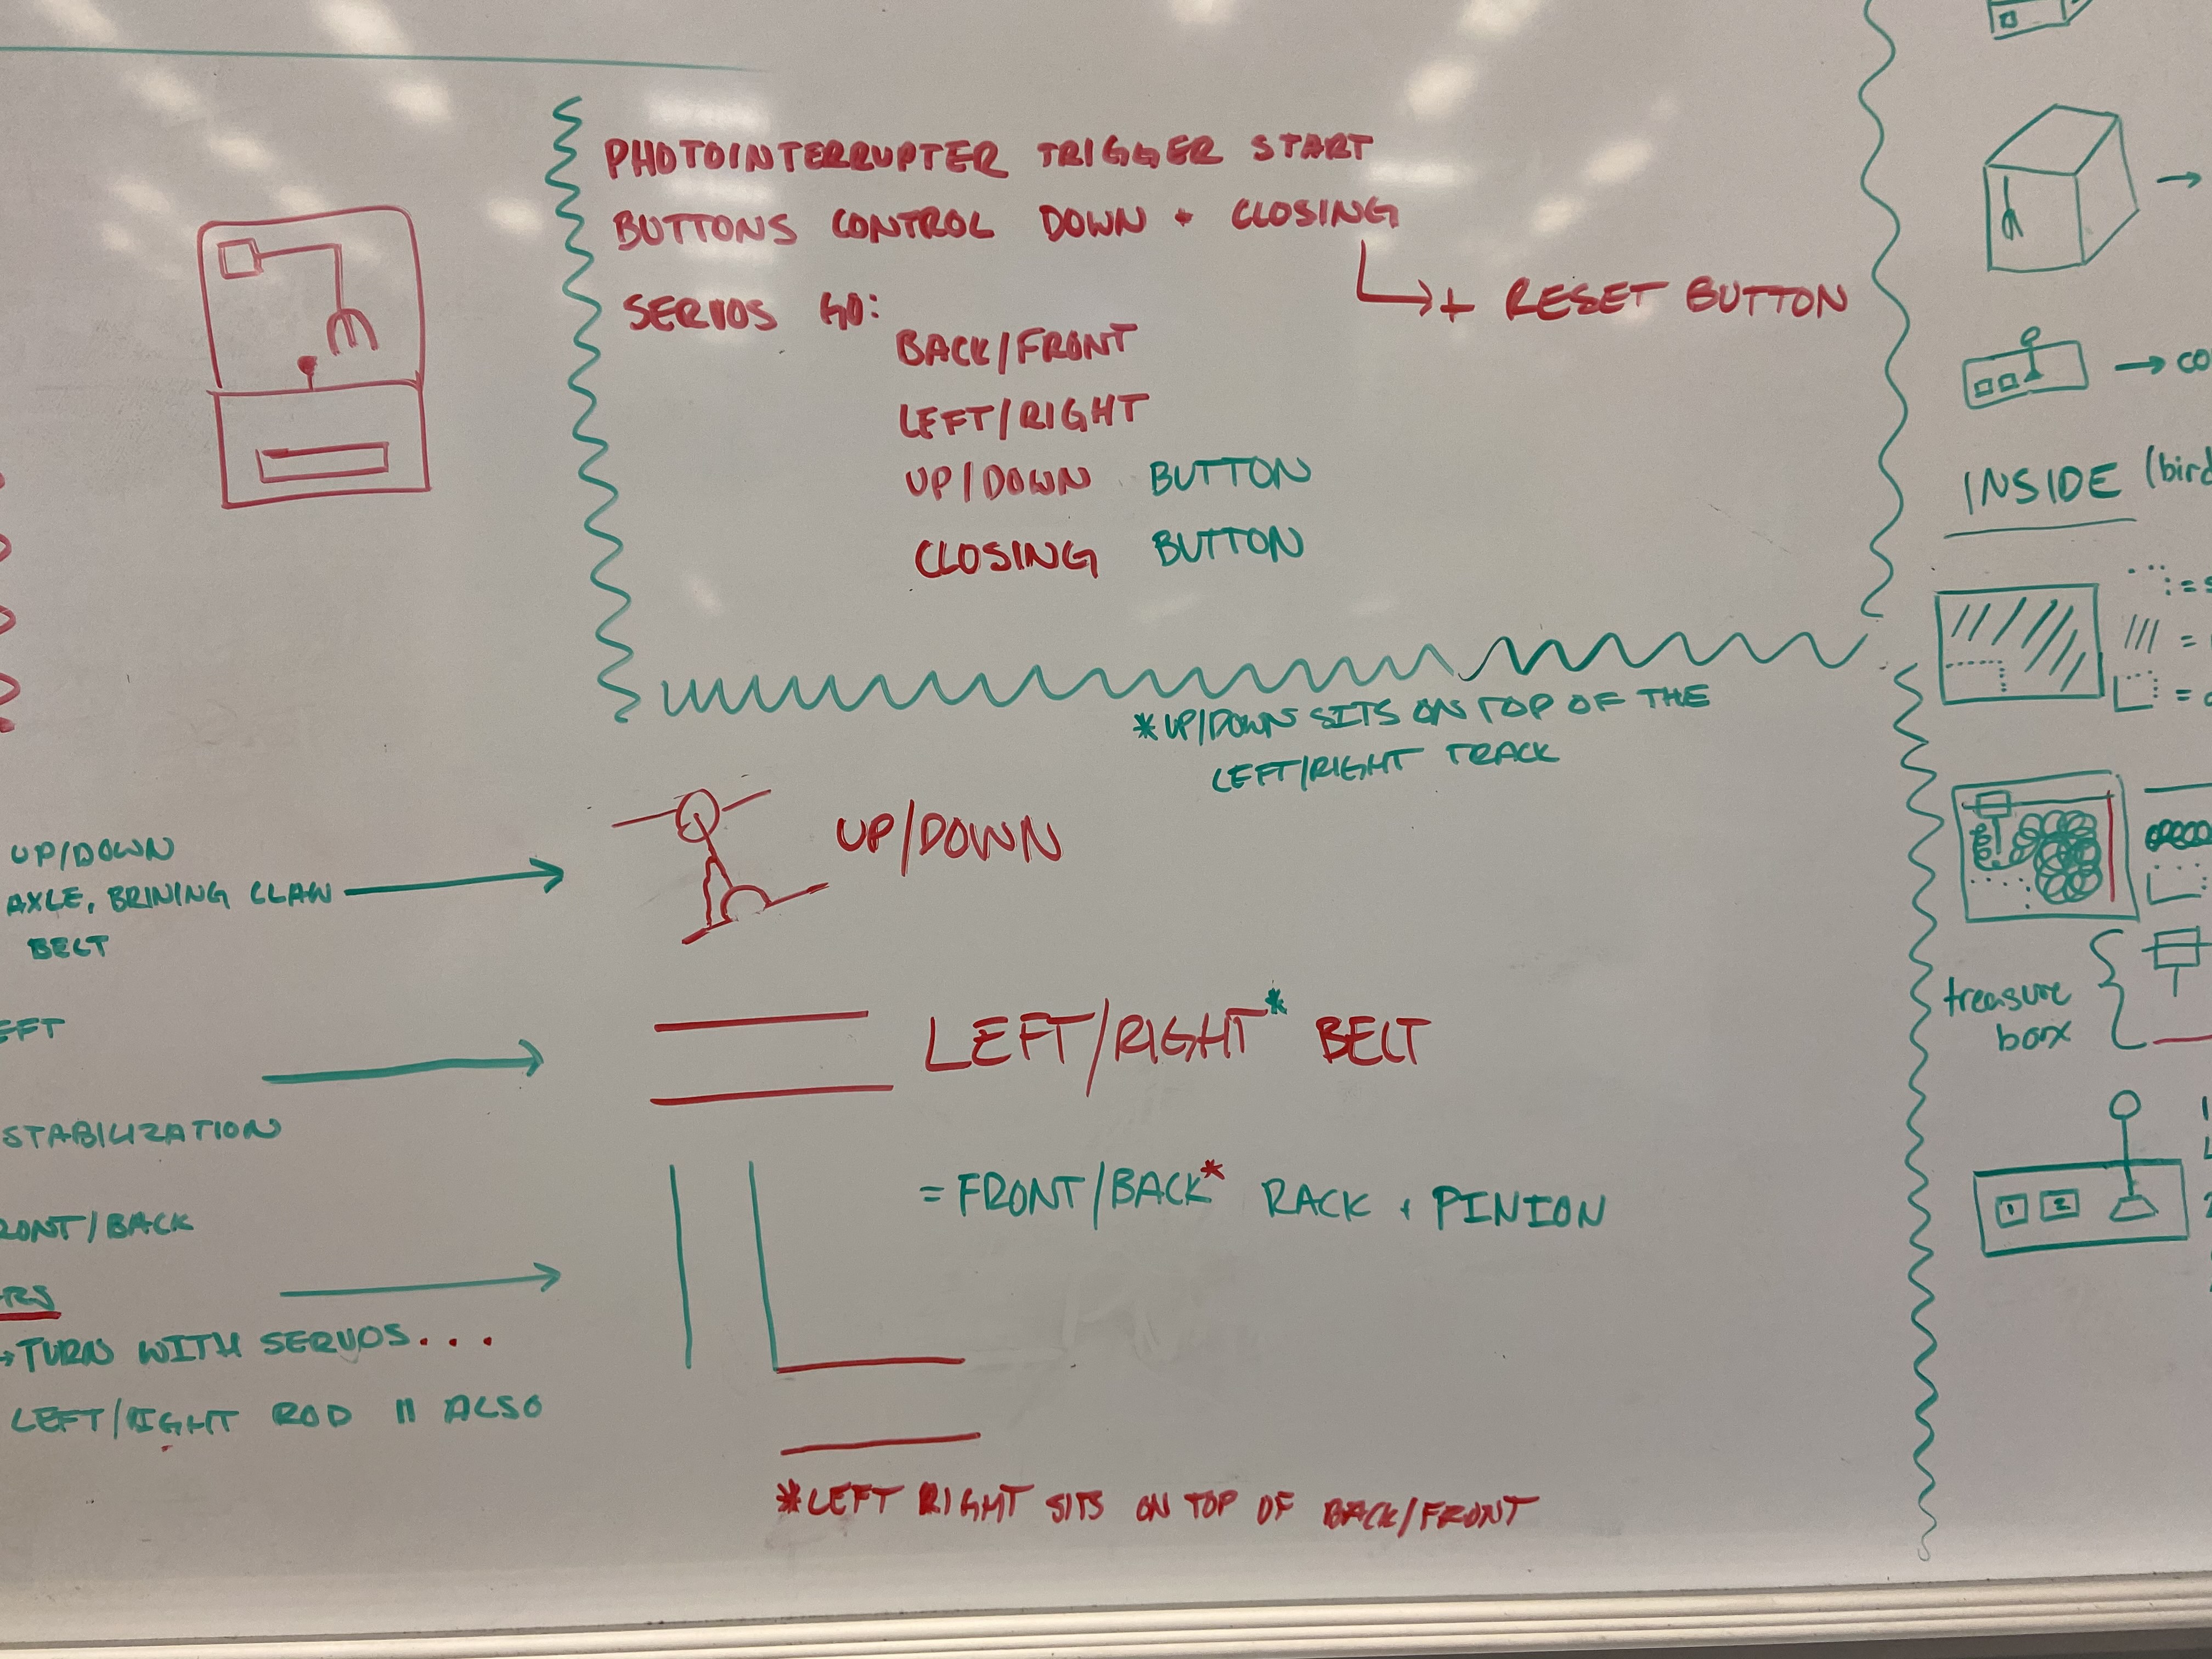 PHOTOINTERRUPTER TRIGGER START
BUTTONS CONTROL DOWN + CLOSING
+ RESET BUTTON
SERVOS GO:
BACK/FRONT
LEFT/RIGHT
UP/DOWN BUTTON
CLOSING BUTTON
*UP/DOWN SITS ON TOP OF THE
LEFT/RIGHT TRACK
UP/DOWN
AXLE, BRINING CLAW
BELT
UP/DOWN
EFT
LEFT/RIGHT* BELT
STABILIZATION
RONT/BACK
= FRONT/BACK* RACK + PINION
RS
→TURN WITH SERVOS...
LEFT/RIGHT ROD " ALSO
*LEFT RIGHT SITS ON TOP OF BACK/FRONT
→
→ CO
INSIDE (bird
= S
/// =
=
treasure
box
1 2